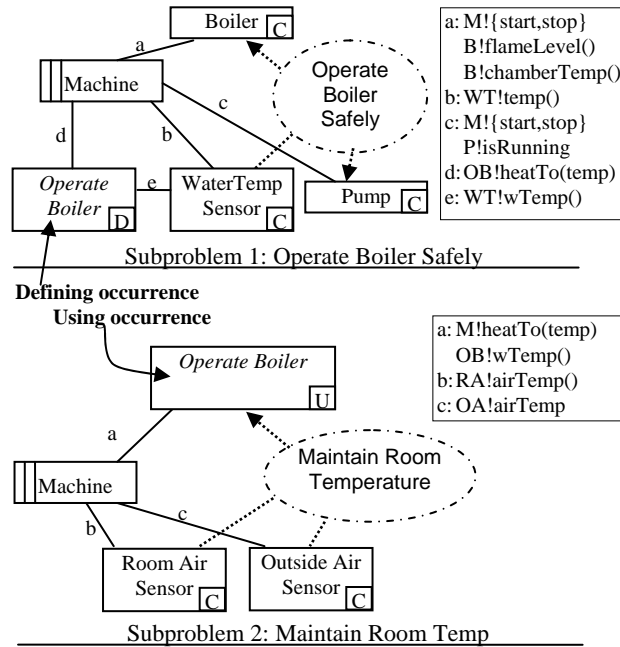 Boiler
C
a
Machine
Operate
Boiler
Safely
c
b
d
Operate
Boiler
D
e
WaterTemp
Sensor
C
Pump
C
a: M!{start,stop}
B!flameLevel()
B!chamberTemp()
b: WT!temp()
c: M!{start,stop}
P!isRunning
d: OB!heatTo(temp)
e: WT!wTemp()
Subproblem 1: Operate Boiler Safely
Defining occurrence
Using occurrence
Operate Boiler
U
a: M!heatTo(temp)
OB!wTemp()
b: RA!airTemp()
c: OA!airTemp
a
Maintain Room
Temperature
Machine
b
c
Room Air
Sensor
C
Outside Air
Sensor
C
Subproblem 2: Maintain Room Temp